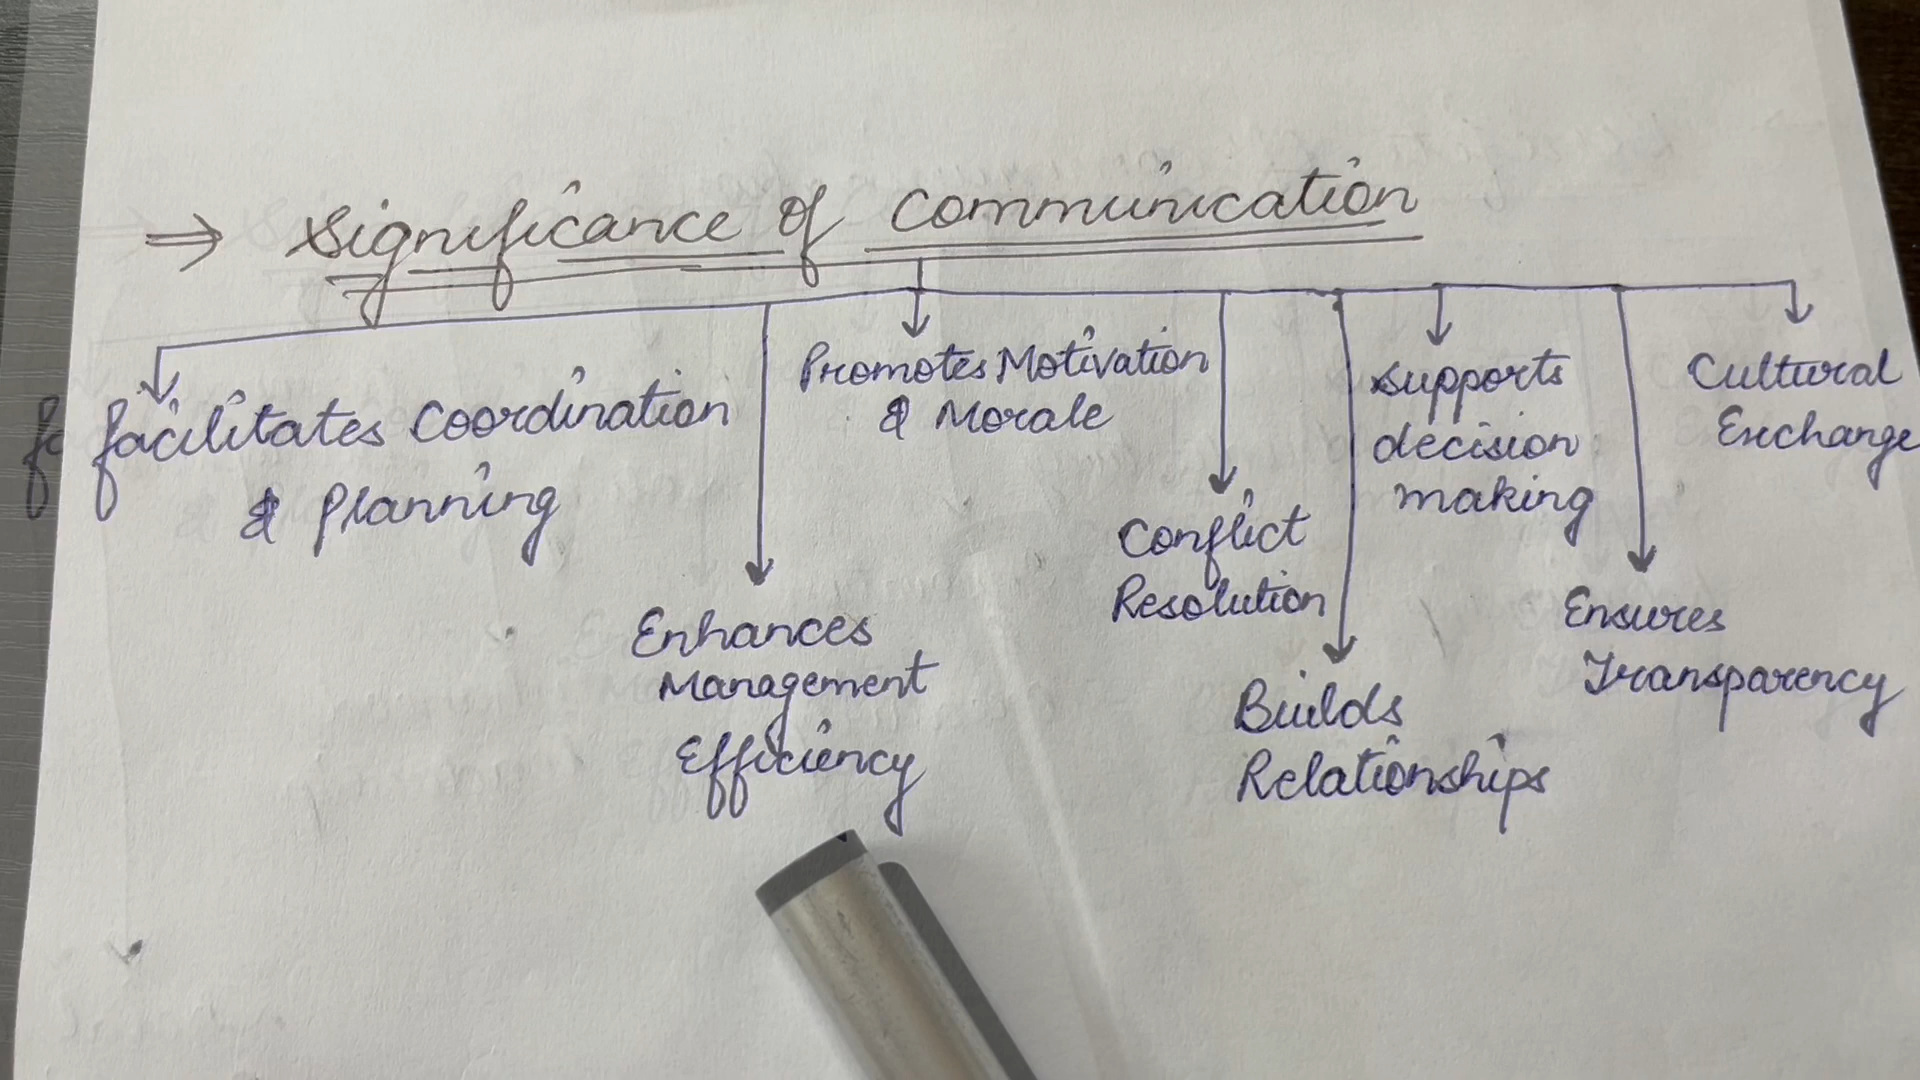 ⇒ Significance of Communication
facilitates Coordination
& Planning
Enhances
Management
Efficiency
Promotes Motivation
& Morale
Conflict
Resolution
Builds
Relationships
Supports
decision
making
Ensures
Transparency
Cultural
Exchange